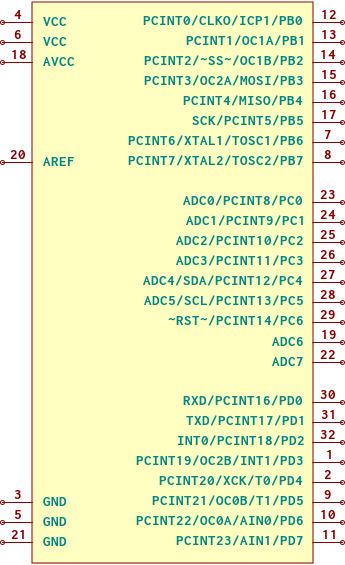 4 VCC PCINT0/CLKO/ICP1/PB0 12
6 VCC PCINT1/OC1A/PB1 13
18 AVCC PCINT2/~SS~/OC1B/PB2 14
PCINT3/OC2A/MOSI/PB3 15
PCINT4/MISO/PB4 16
SCK/PCINT5/PB5 17
PCINT6/XTAL1/TOSC1/PB6 7
20 AREF PCINT7/XTAL2/TOSC2/PB7 8
ADC0/PCINT8/PC0 23
ADC1/PCINT9/PC1 24
ADC2/PCINT10/PC2 25
ADC3/PCINT11/PC3 26
ADC4/SDA/PCINT12/PC4 27
ADC5/SCL/PCINT13/PC5 28
~RST~/PCINT14/PC6 29
ADC6 19
ADC7 22
RXD/PCINT16/PD0 30
TXD/PCINT17/PD1 31
INT0/PCINT18/PD2 32
PCINT19/OC2B/INT1/PD3 1
PCINT20/XCK/T0/PD4 2
3 GND PCINT21/OC0B/T1/PD5 9
5 GND PCINT22/OC0A/AIN0/PD6 10
21 GND PCINT23/AIN1/PD7 11